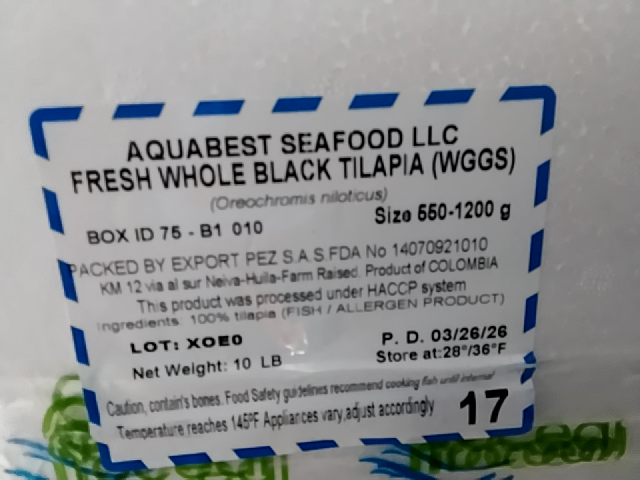 AQUABEST SEAFOOD LLC
FRESH WHOLE BLACK TILAPIA (WGGS)
(Oreochromis niloticus)
Size 550-1200 g
BOX ID 75 - B1 010
PACKED BY EXPORT PEZ S.A.S.FDA No 14070921010
KM 12 via al sur Neiva-Huila-Farm Raised. Product of COLOMBIA
This product was processed under HACCP system
Ingredients: 100% tilapia (FISH / ALLERGEN PRODUCT)
LOT: XOE0
P. D. 03/26/26
Net Weight: 10 LB
Store at:28°/36°F
Caution, contain's bones. Food Safety guidelines recommend cooking fish until internal
Temperature reaches 145ºF Appliances vary,adjust accordingly
17